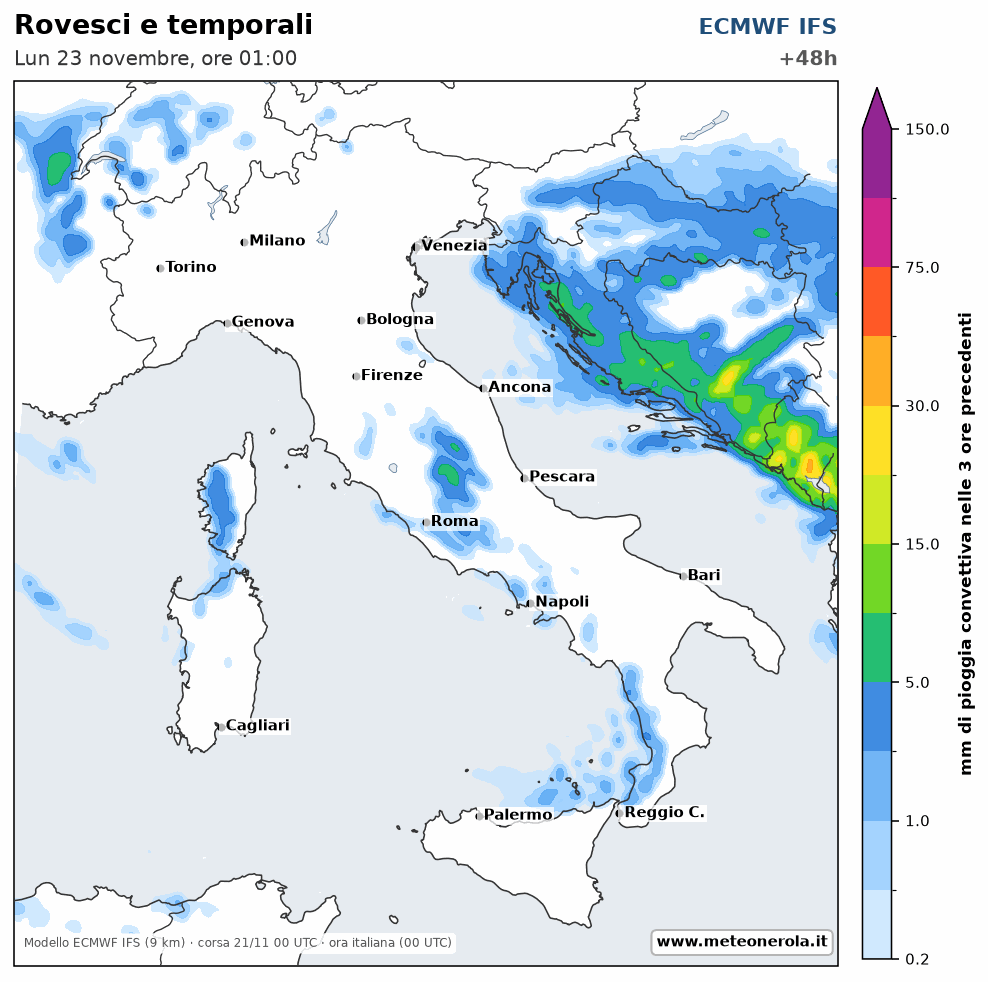 Rovesci e temporali
ECMWF IFS
Lun 23 novembre, ore 01:00
+48h
150.0
75.0
30.0
15.0
5.0
1.0
0.2
mm di pioggia convettiva nelle 3 ore precedenti
Milano
Venezia
Torino
Genova
Bologna
Firenze
Ancona
Pescara
Roma
Bari
Napoli
Cagliari
Palermo
Reggio C.
Modello ECMWF IFS (9 km) · corsa 21/11 00 UTC · ora italiana (00 UTC)
www.meteonerola.it